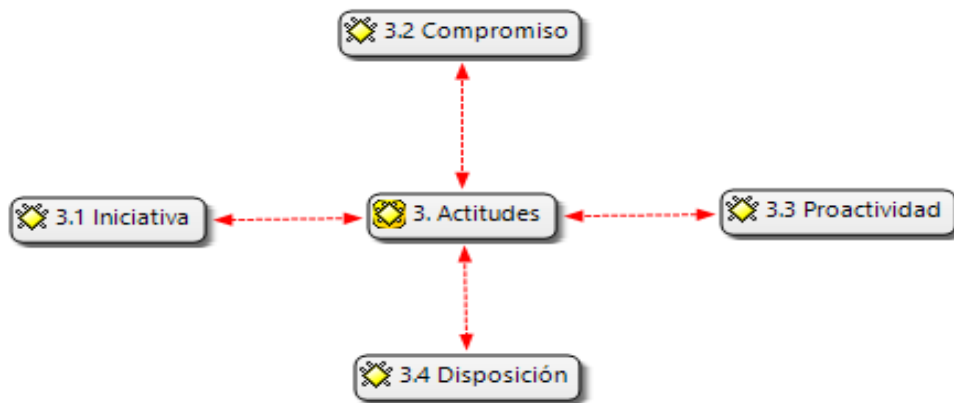 3.2 Compromiso
3.1 Iniciativa
3. Actitudes
3.3 Proactividad
3.4 Disposición